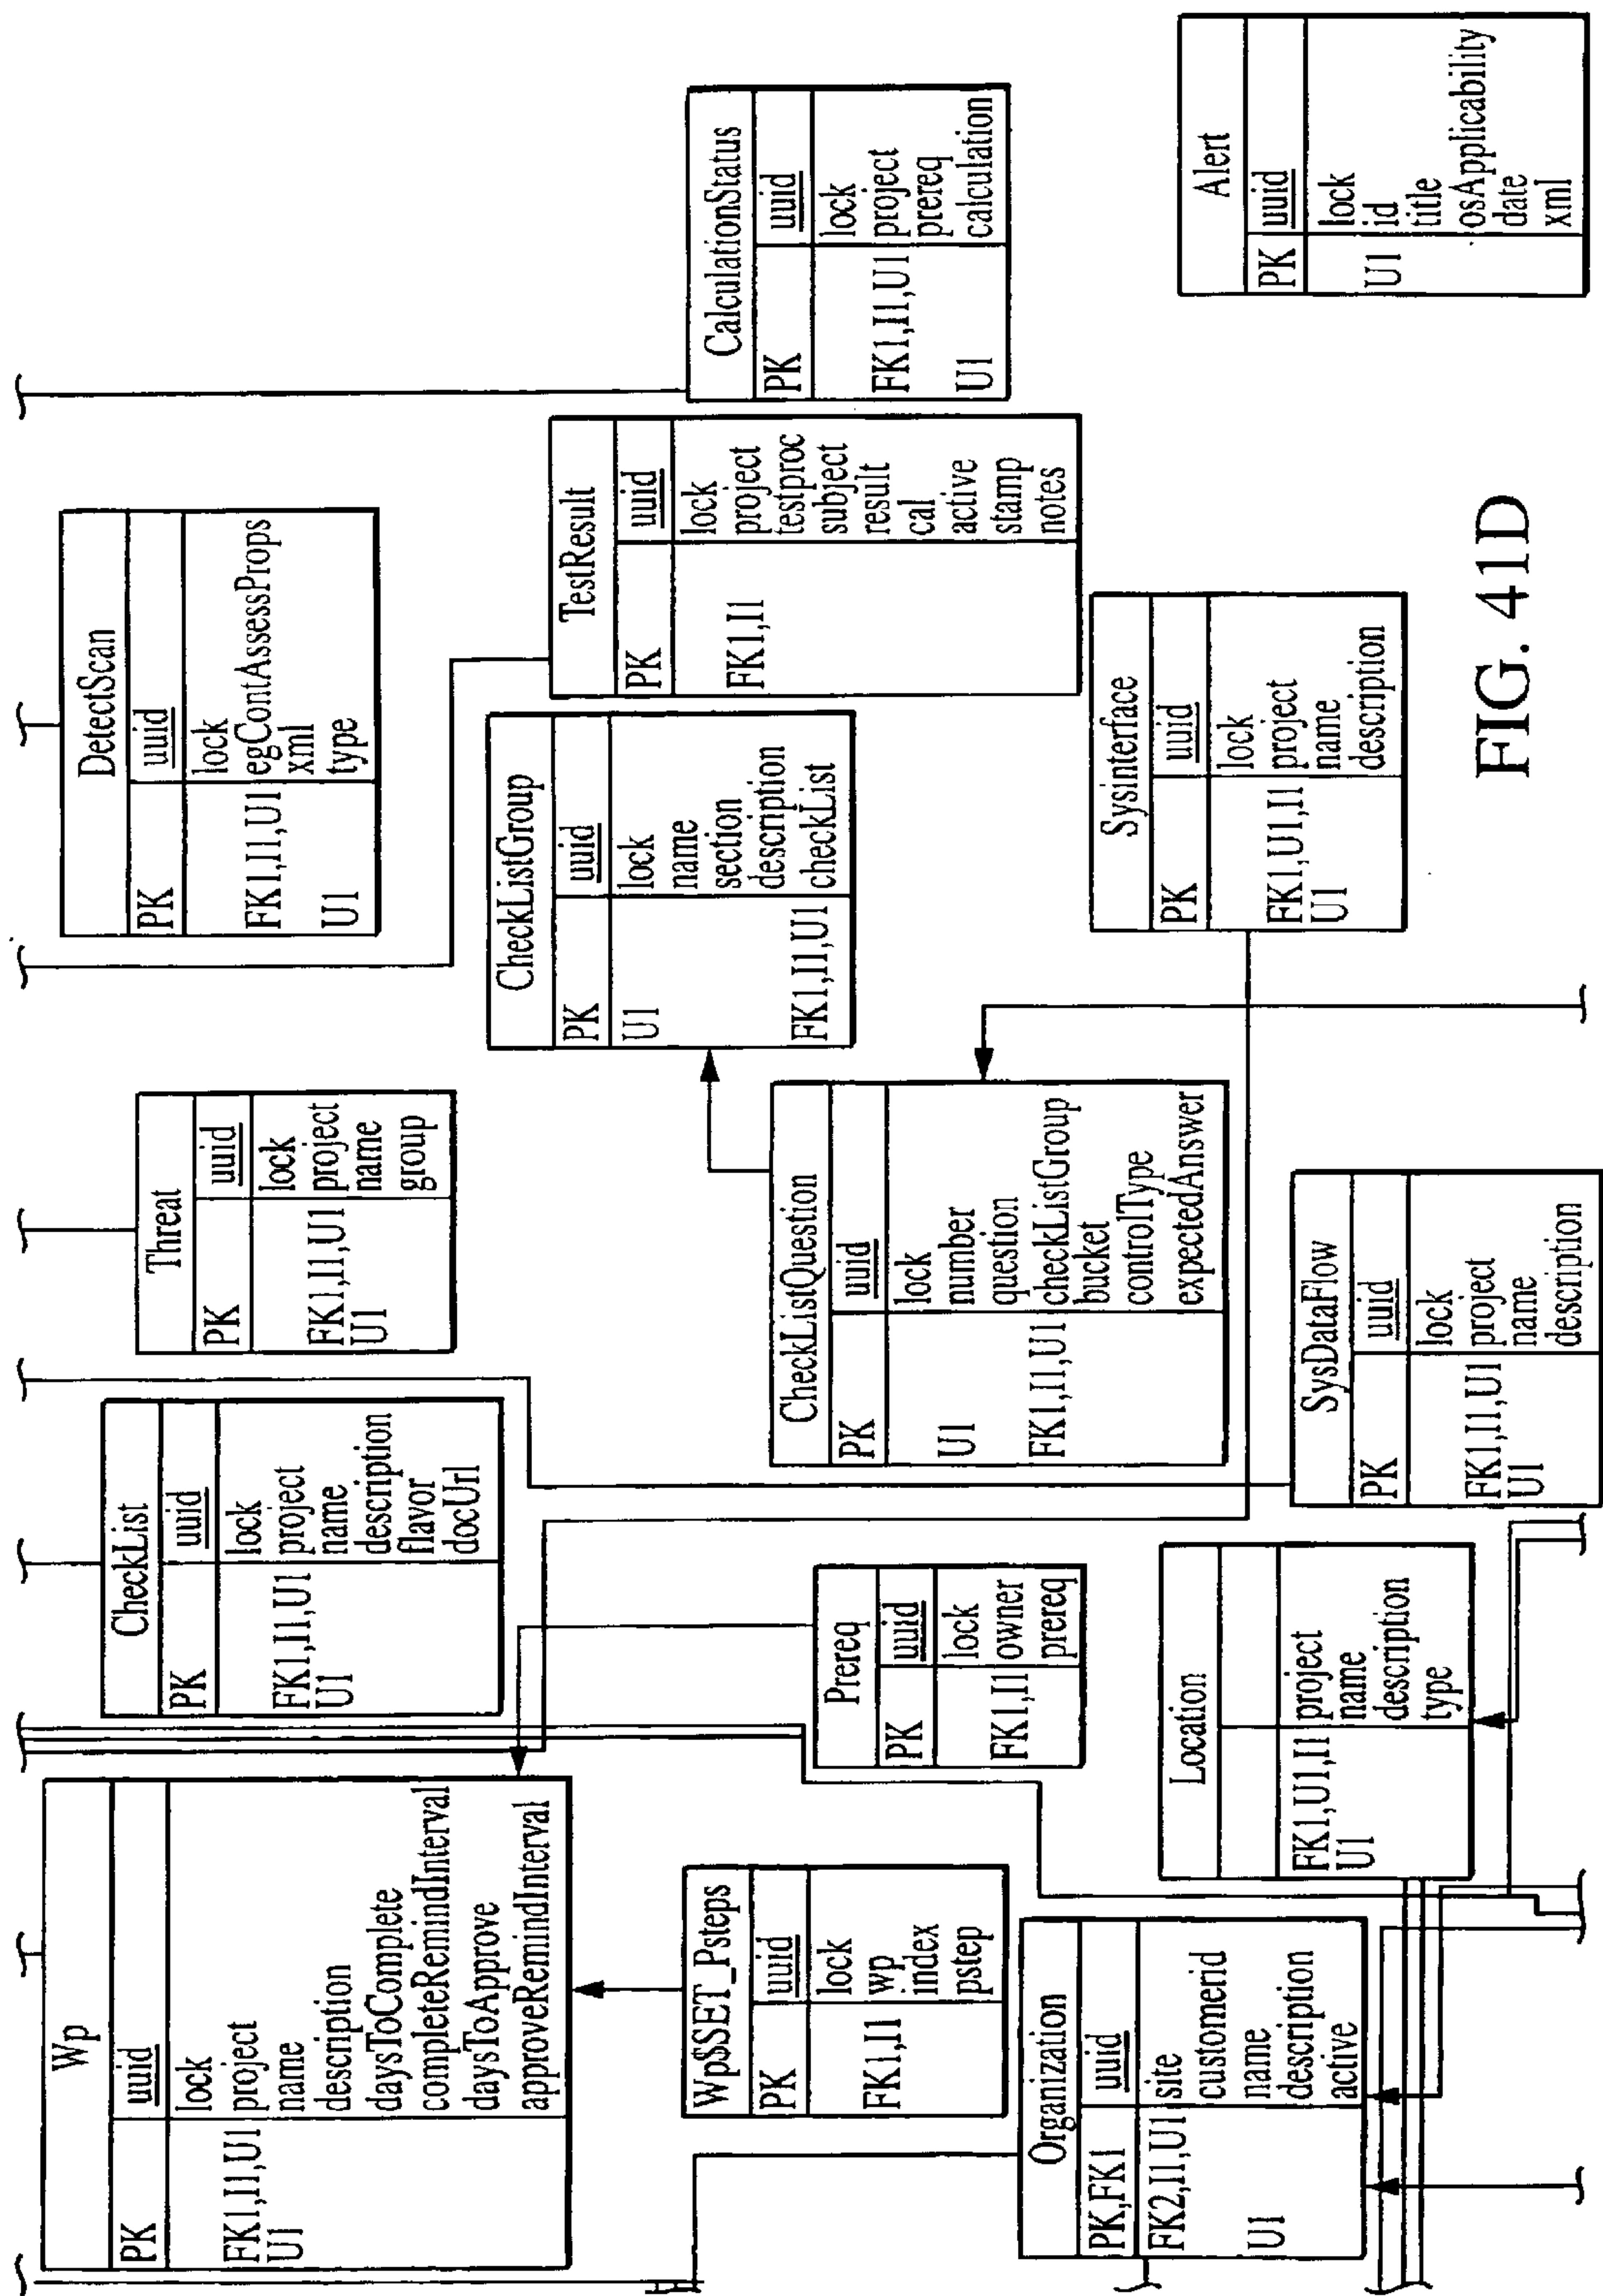 Wp
PK uuid
lock
FK1,I1,U1 project
U1 name
description
daysToComplete
completeRemindInterval
daysToApprove
approveRemindInterval
CheckList
PK uuid
lock
FK1,I1,U1 project
U1 name
description
flavor
docUrl
Threat
PK uuid
lock
FK1,I1,U1 project
U1 name
group
DetectScan
PK uuid
lock
FK1,I1,U1 egContAssessProps
xml
U1 type
Wp$SET_Psteps
PK uuid
lock
FK1,I1 wp
index
pstep
Prereq
PK uuid
lock
FK1,I1 owner
prereq
CheckListQuestion
PK uuid
lock
U1 number
question
FK1,I1,U1 checkListGroup
bucket
controlType
expectedAnswer
CheckListGroup
PK uuid
U1 lock
name
section
description
FK1,I1,U1 checkList
TestResult
PK uuid
lock
FK1,I1 project
testproc
subject
result
cal
active
stamp
notes
CalculationStatus
PK uuid
lock
FK1,I1,U1 project
prereq
U1 calculation
Organization
PK,FK1 uuid
FK2,I1,U1 site
customerid
U1 name
description
active
Location
FK1,U1,I1 project
U1 name
description
type
SysDataFlow
PK uuid
lock
FK1,I1,U1 project
U1 name
description
Sysinterface
PK uuid
lock
FK1,U1,I1 project
U1 name
description
Alert
PK uuid
lock
U1 id
title
osApplicability
date
xml
FIG. 41D